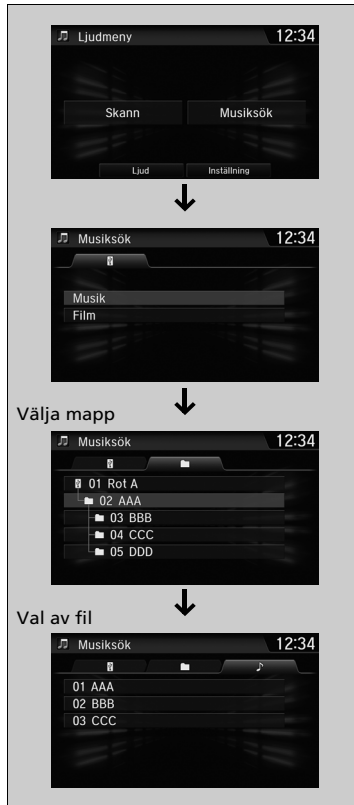 Ljudmeny 12:34
Skann Musiksök
Ljud Inställning
Musiksök 12:34
Musik
Film
Välja mapp
Musiksök 12:34
01 Rot A
02 AAA
03 BBB
04 CCC
05 DDD
Val av fil
Musiksök 12:34
01 AAA
02 BBB
03 CCC